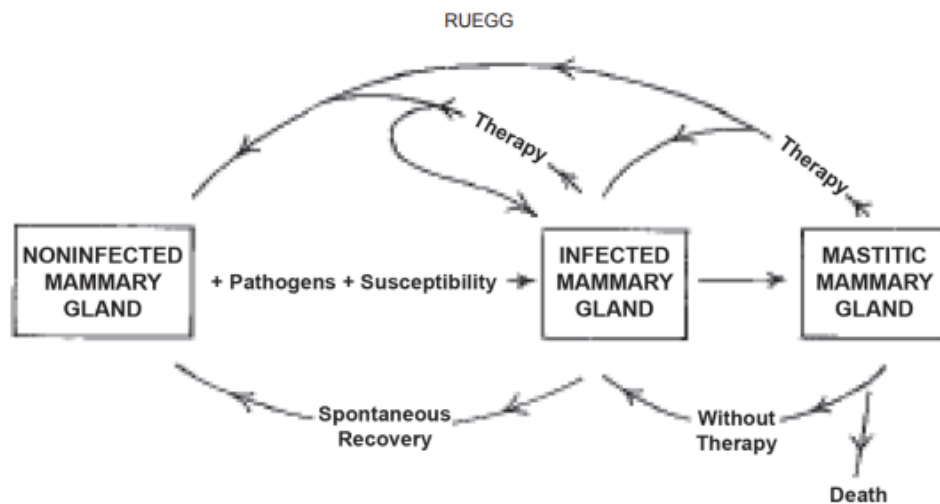 RUEGG
Therapy
Therapy
NONINFECTED
MAMMARY
GLAND
+ Pathogens + Susceptibility
INFECTED
MAMMARY
GLAND
MASTITIC
MAMMARY
GLAND
Spontaneous
Recovery
Without
Therapy
Death